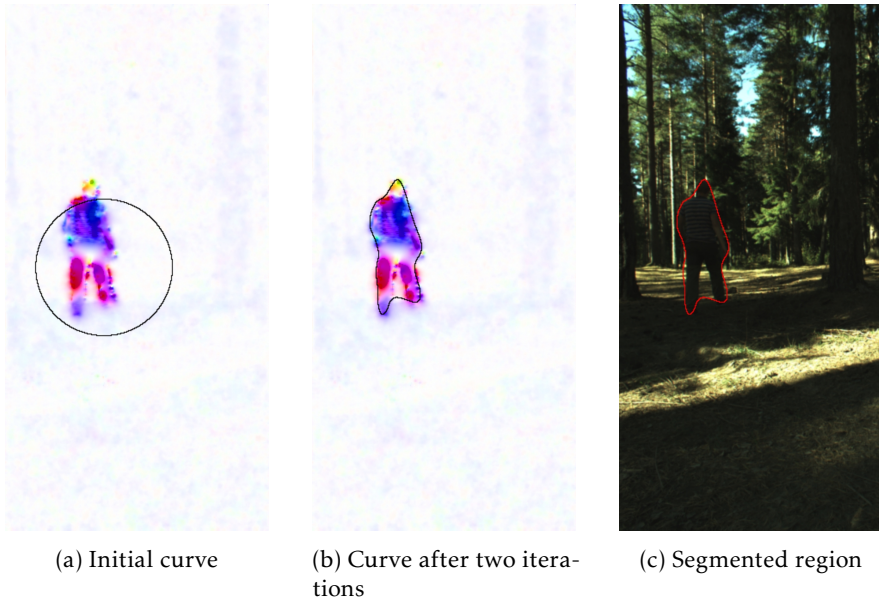 (a) Initial curve
(b) Curve after two itera-
tions
(c) Segmented region